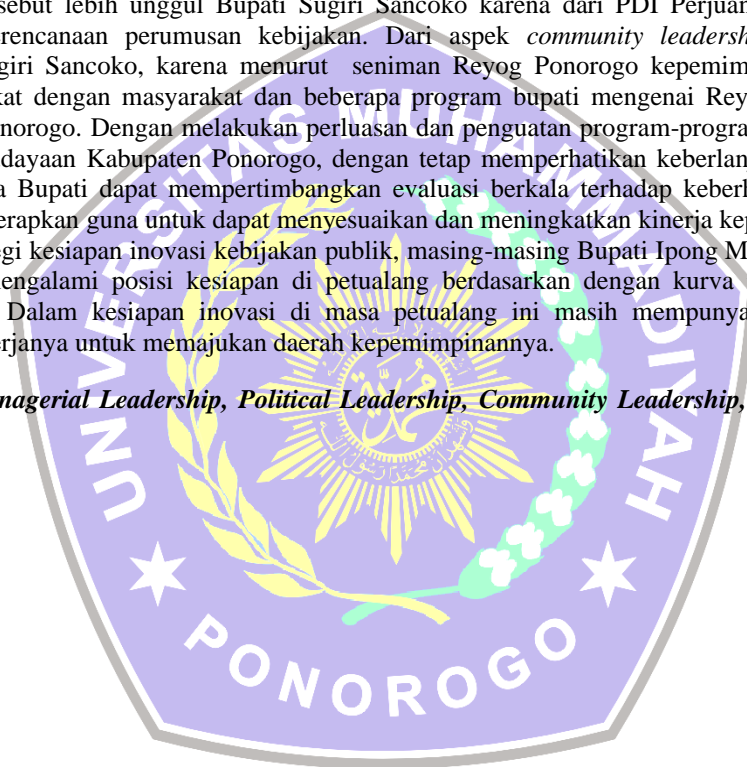 sebut lebih unggul Bupati Sugiri Sancoko karena dari PDI Perjuan
erencanaan perumusan kebijakan. Dari aspek community leadersh
giri Sancoko, karena menurut seniman Reyog Ponorogo kepemim
kat dengan masyarakat dan beberapa program bupati mengenai Rey
onorogo. Dengan melakukan perluasan dan penguatan program-progra
dayaan Kabupaten Ponorogo, dengan tetap memperhatikan keberlan
a Bupati dapat mempertimbangkan evaluasi berkala terhadap keberh
erapkan guna untuk dapat menyesuaikan dan meningkatkan kinerja kep
egi kesiapan inovasi kebijakan publik, masing-masing Bupati Ipong M
engalami posisi kesiapan di petualang berdasarkan dengan kurva
Dalam kesiapan inovasi di masa petualang ini masih mempunya
erjanya untuk memajukan daerah kepemimpinannya.
nagerial Leadership, Political Leadership, Community Leadership,
UNIVERSITAS MUHAMMADIYAH
PONOROGO